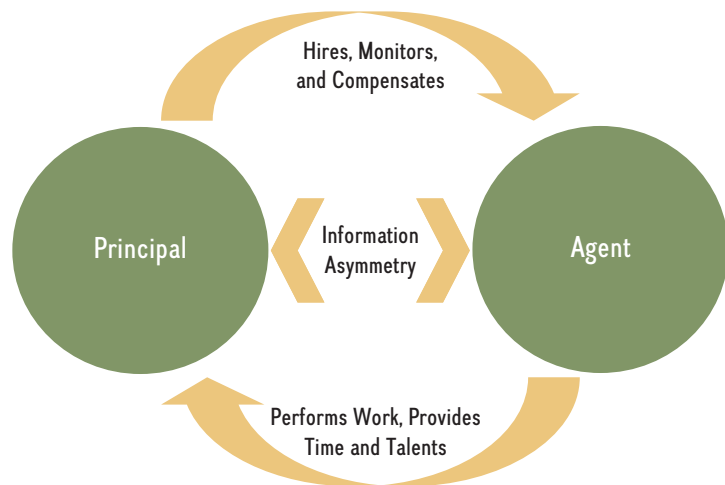 Hires, Monitors,
and Compensates
Principal
Information
Asymmetry
Agent
Performs Work, Provides
Time and Talents